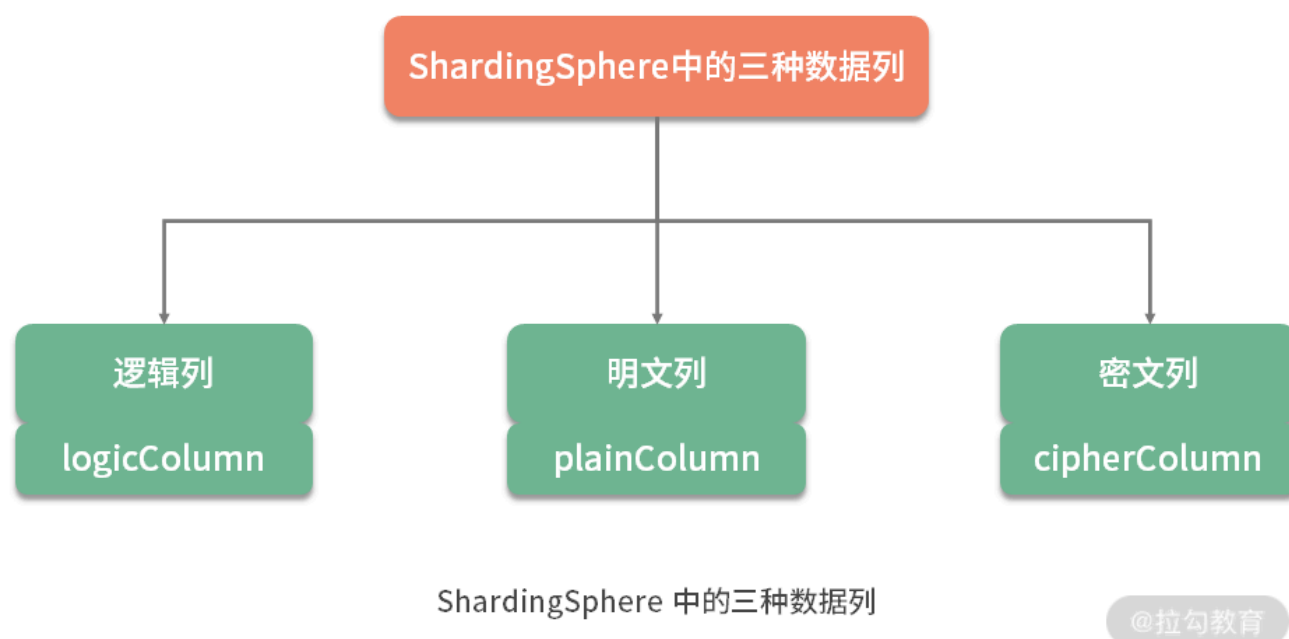 ShardingSphere中的三种数据列
逻辑列
明文列
密文列
logicColumn
plainColumn
cipherColumn
ShardingSphere 中的三种数据列
@拉勾教育